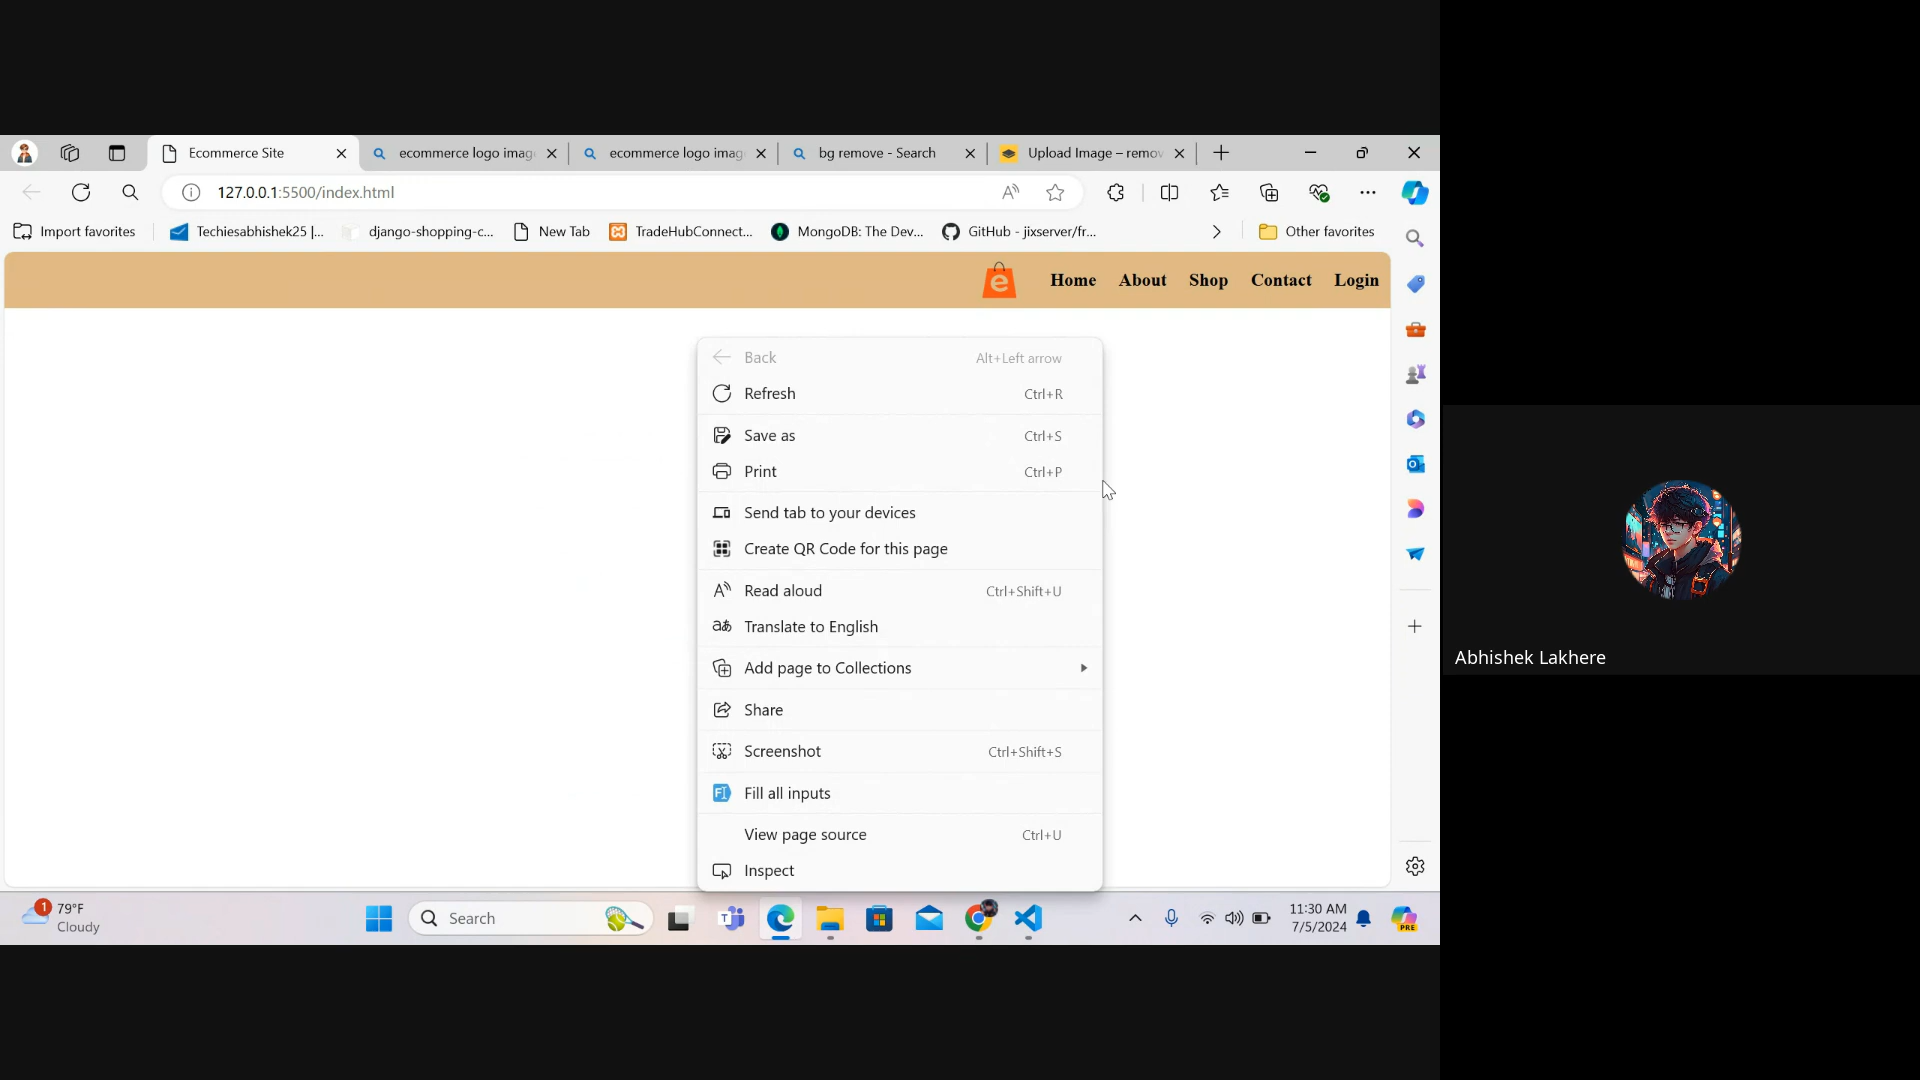 Ecommerce Site
ecommerce logo imag
ecommerce logo imag
bg remove - Search
Upload Image – remov
127.0.0.1:5500/index.html
Import favorites
Techiesabhishek25 |...
django-shopping-c...
New Tab
TradeHubConnect...
MongoDB: The Dev...
GitHub - jixserver/fr...
Other favorites
e
Home
About
Shop
Contact
Login
Back Alt+Left arrow
Refresh Ctrl+R
Save as Ctrl+S
Print Ctrl+P
Send tab to your devices
Create QR Code for this page
Read aloud Ctrl+Shift+U
Translate to English
Add page to Collections
Share
Screenshot Ctrl+Shift+S
Fill all inputs
View page source Ctrl+U
Inspect
Abhishek Lakhere
1
79°F
Cloudy
Search
11:30 AM
7/5/2024
PRE